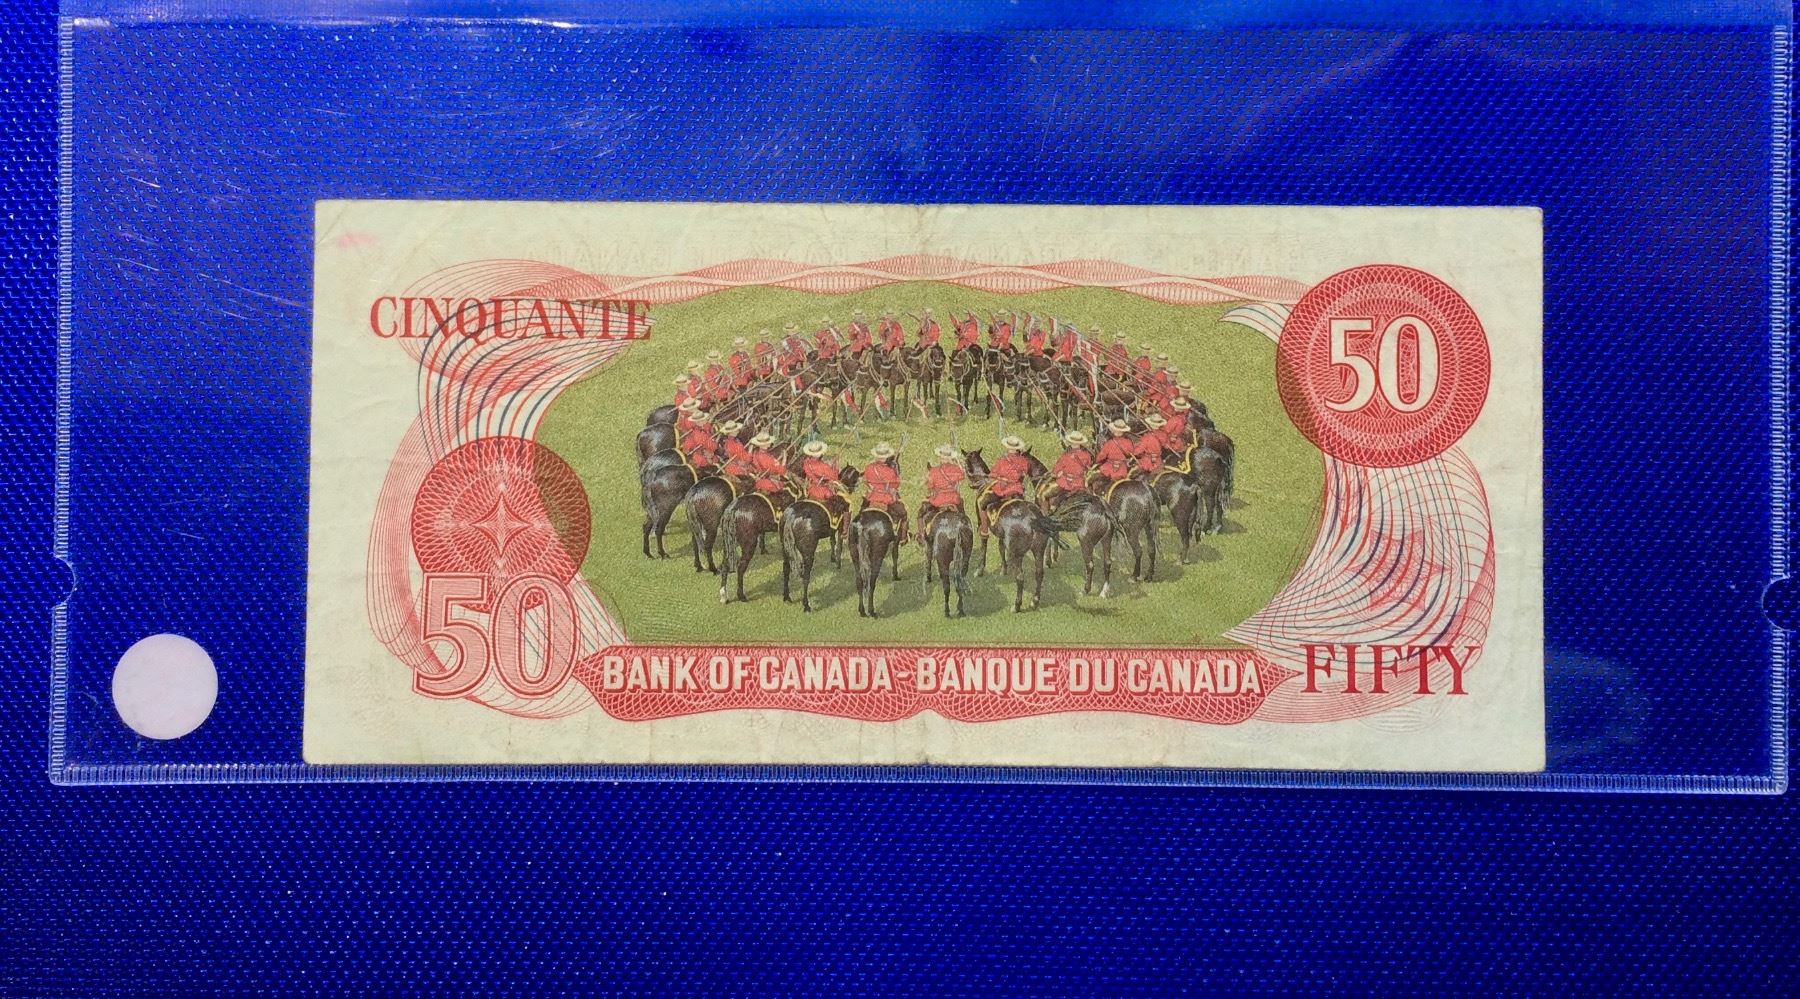 CINQUANTE
50
50
BANK OF CANADA - BANQUE DU CANADA
FIFTY